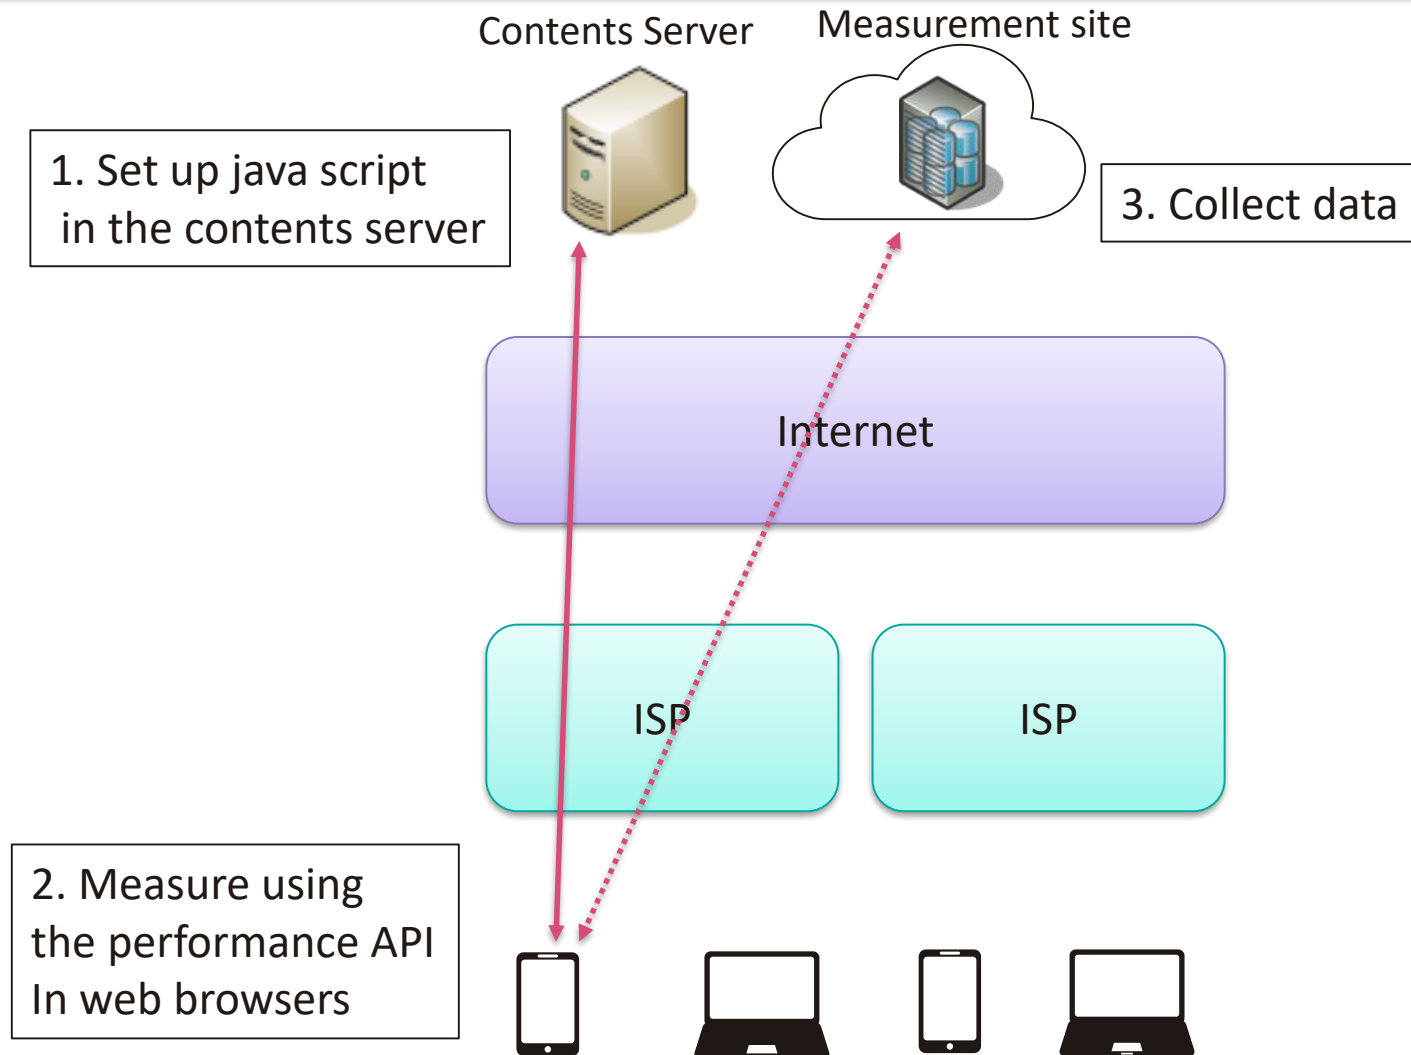 Contents Server
Measurement site
1. Set up java script
in the contents server
3. Collect data
Internet
ISP
ISP
2. Measure using
the performance API
In web browsers